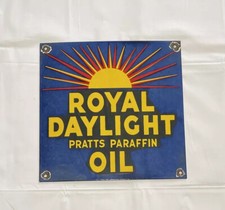 ROYAL
DAYLIGHT
PRATTS PARAFFIN
OIL